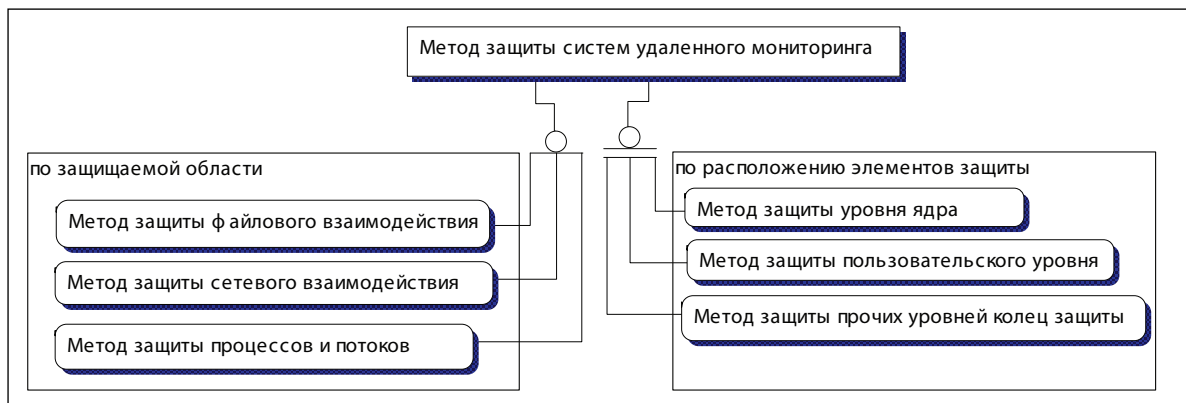 Метод защиты систем удаленного мониторинга
по защищаемой области
Метод защиты файлового взаимодействия
Метод защиты сетевого взаимодействия
Метод защиты процессов и потоков
по расположению элементов защиты
Метод защиты уровня ядра
Метод защиты пользовательского уровня
Метод защиты прочих уровней колец защиты